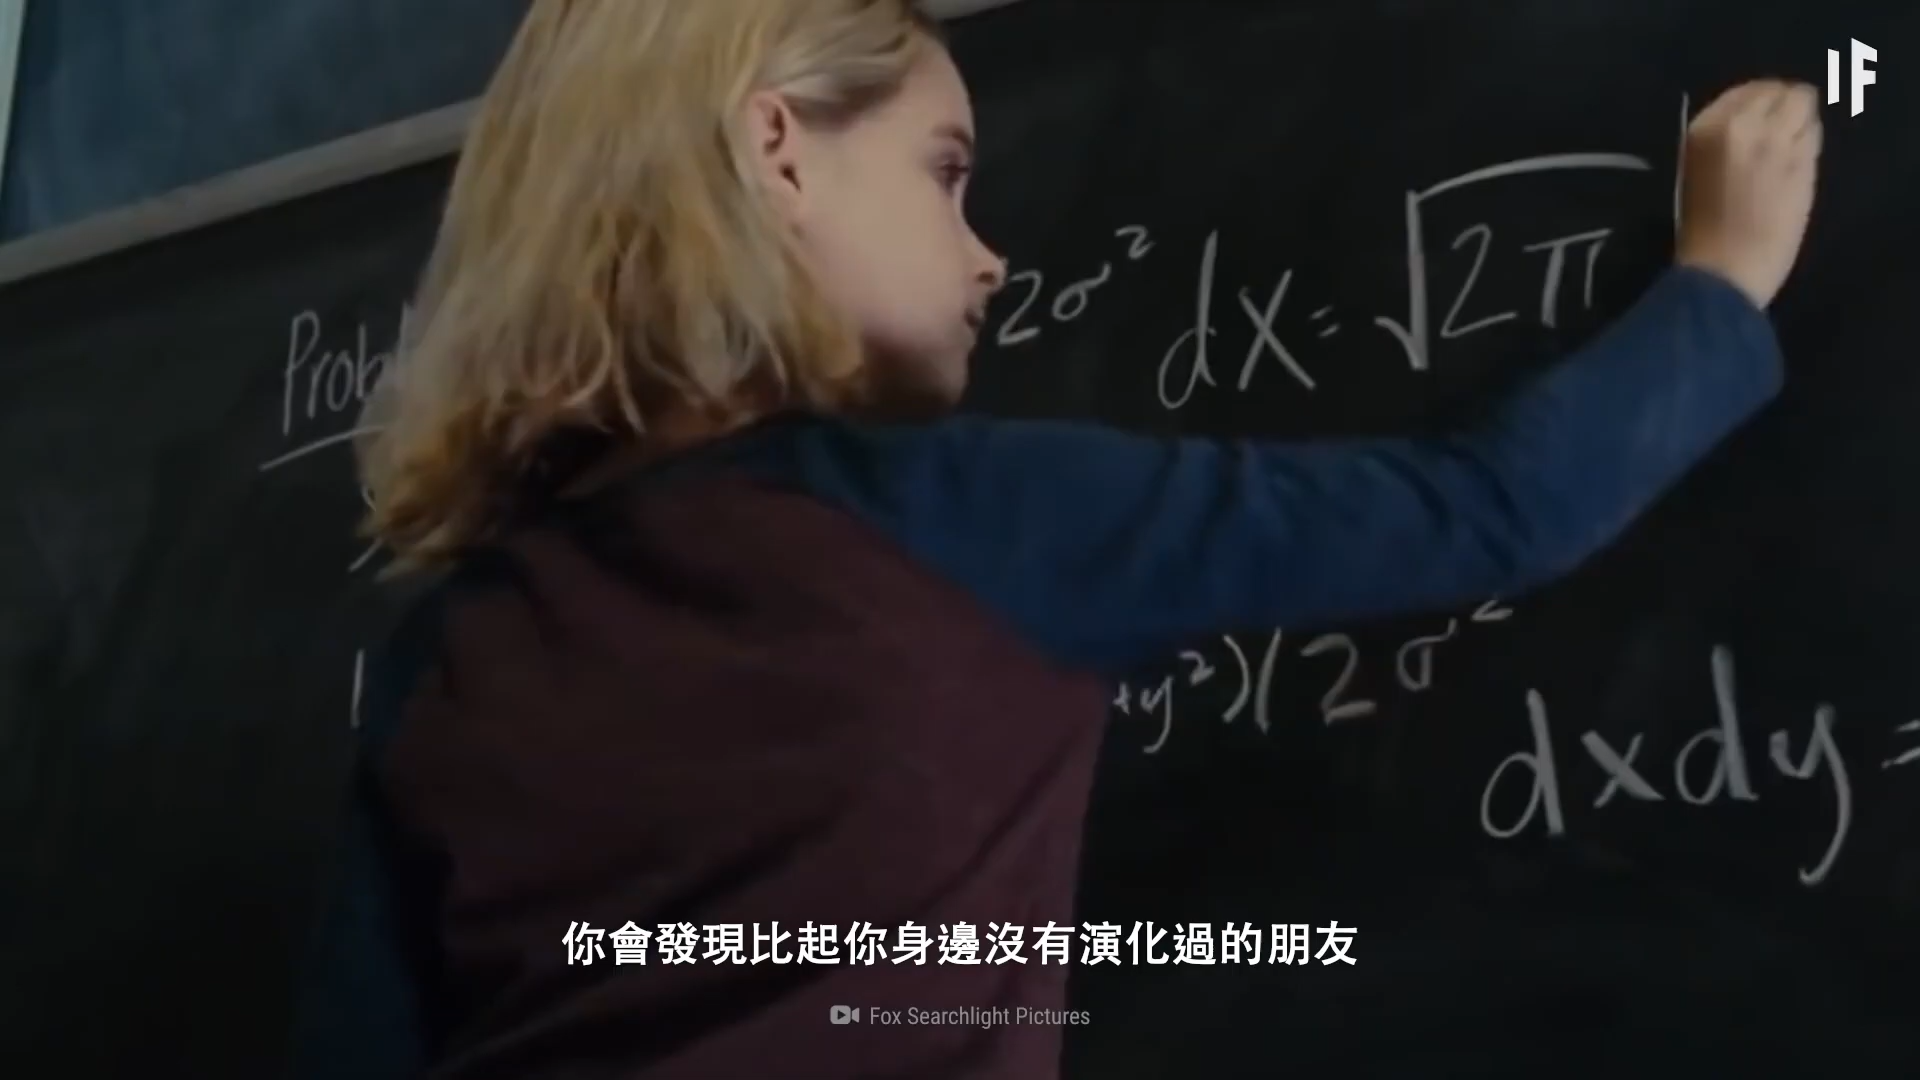 IF
2σ² dx = √2π
+y²)/2σ² dxdy =
你會發現比起你身邊沒有演化過的朋友
Fox Searchlight Pictures